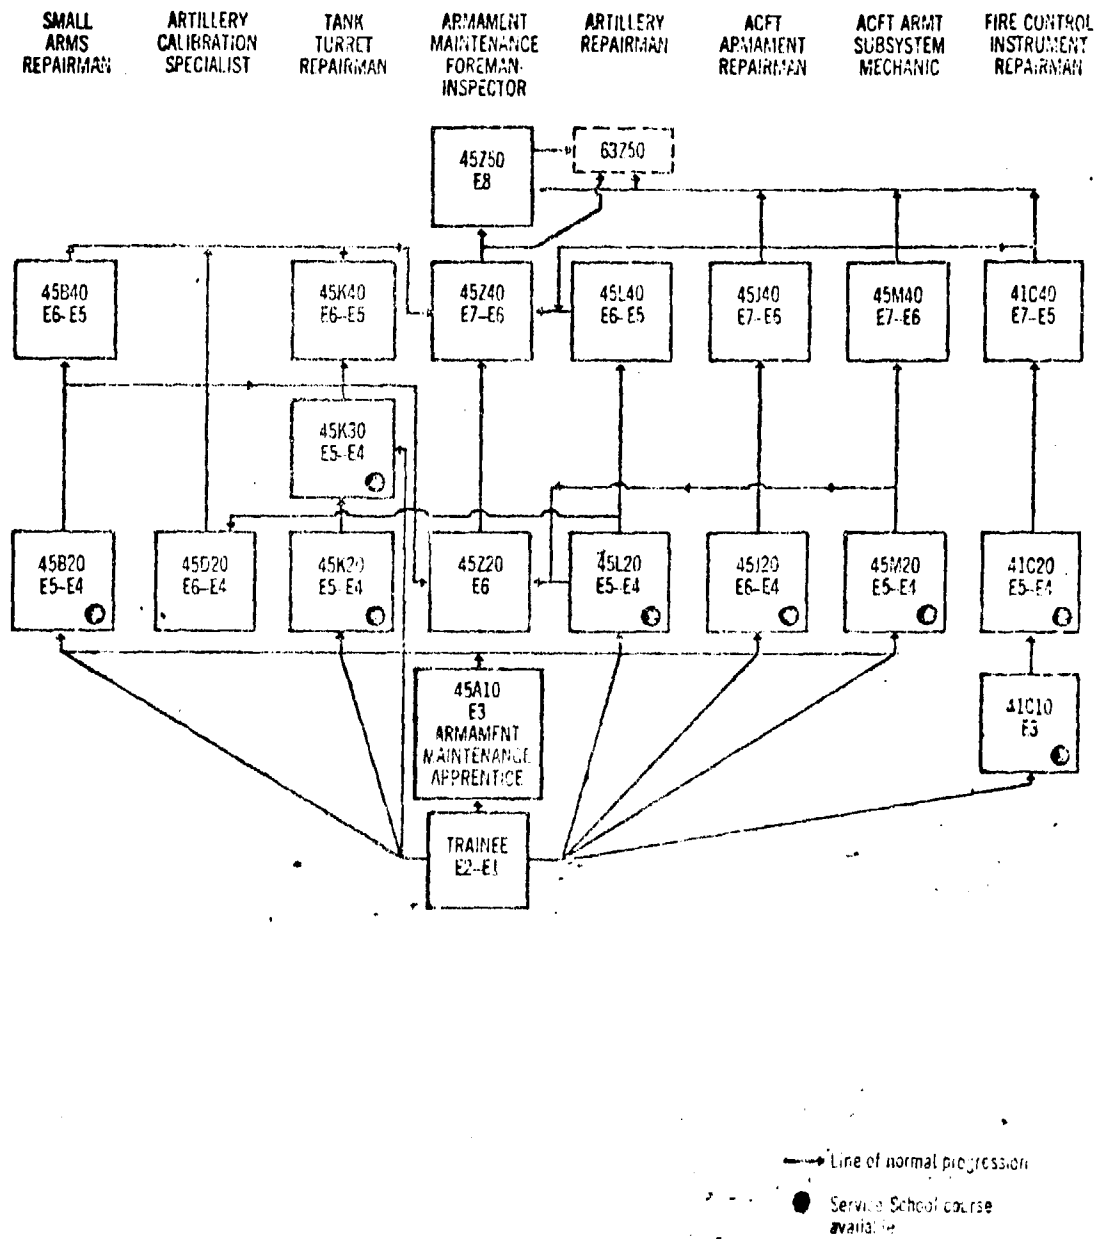 SMALL
ARMS
REPAIRMAN
ARTILLERY
CALIBRATION
SPECIALIST
TANK
TURRET
REPAIRMAN
ARMAMENT
MAINTENANCE
FOREMAN-
INSPECTOR
ARTILLERY
REPAIRMAN
ACFT
ARMAMENT
REPAIRMAN
ACFT ARMT
SUBSYSTEM
MECHANIC
FIRE CONTROL
INSTRUMENT
REPAIRMAN
45Z50
E8
63Z50
45B40
E6-E5
45K40
E6-E5
45Z40
E7-E6
45L40
E6-E5
45J40
E7-E6
45M40
E7-E6
41C40
E7-E5
45K30
E5-E4
45B20
E5-E4
45D20
E6-E4
45K20
E5-E4
45Z20
E6
45L20
E5-E4
45J20
E6-E4
45M20
E5-E4
41C20
E5-E4
45A10
E3
ARMAMENT
MAINTENANCE
APPRENTICE
41C10
E3
TRAINEE
E2-E1
Line of normal progression
Service School course
available